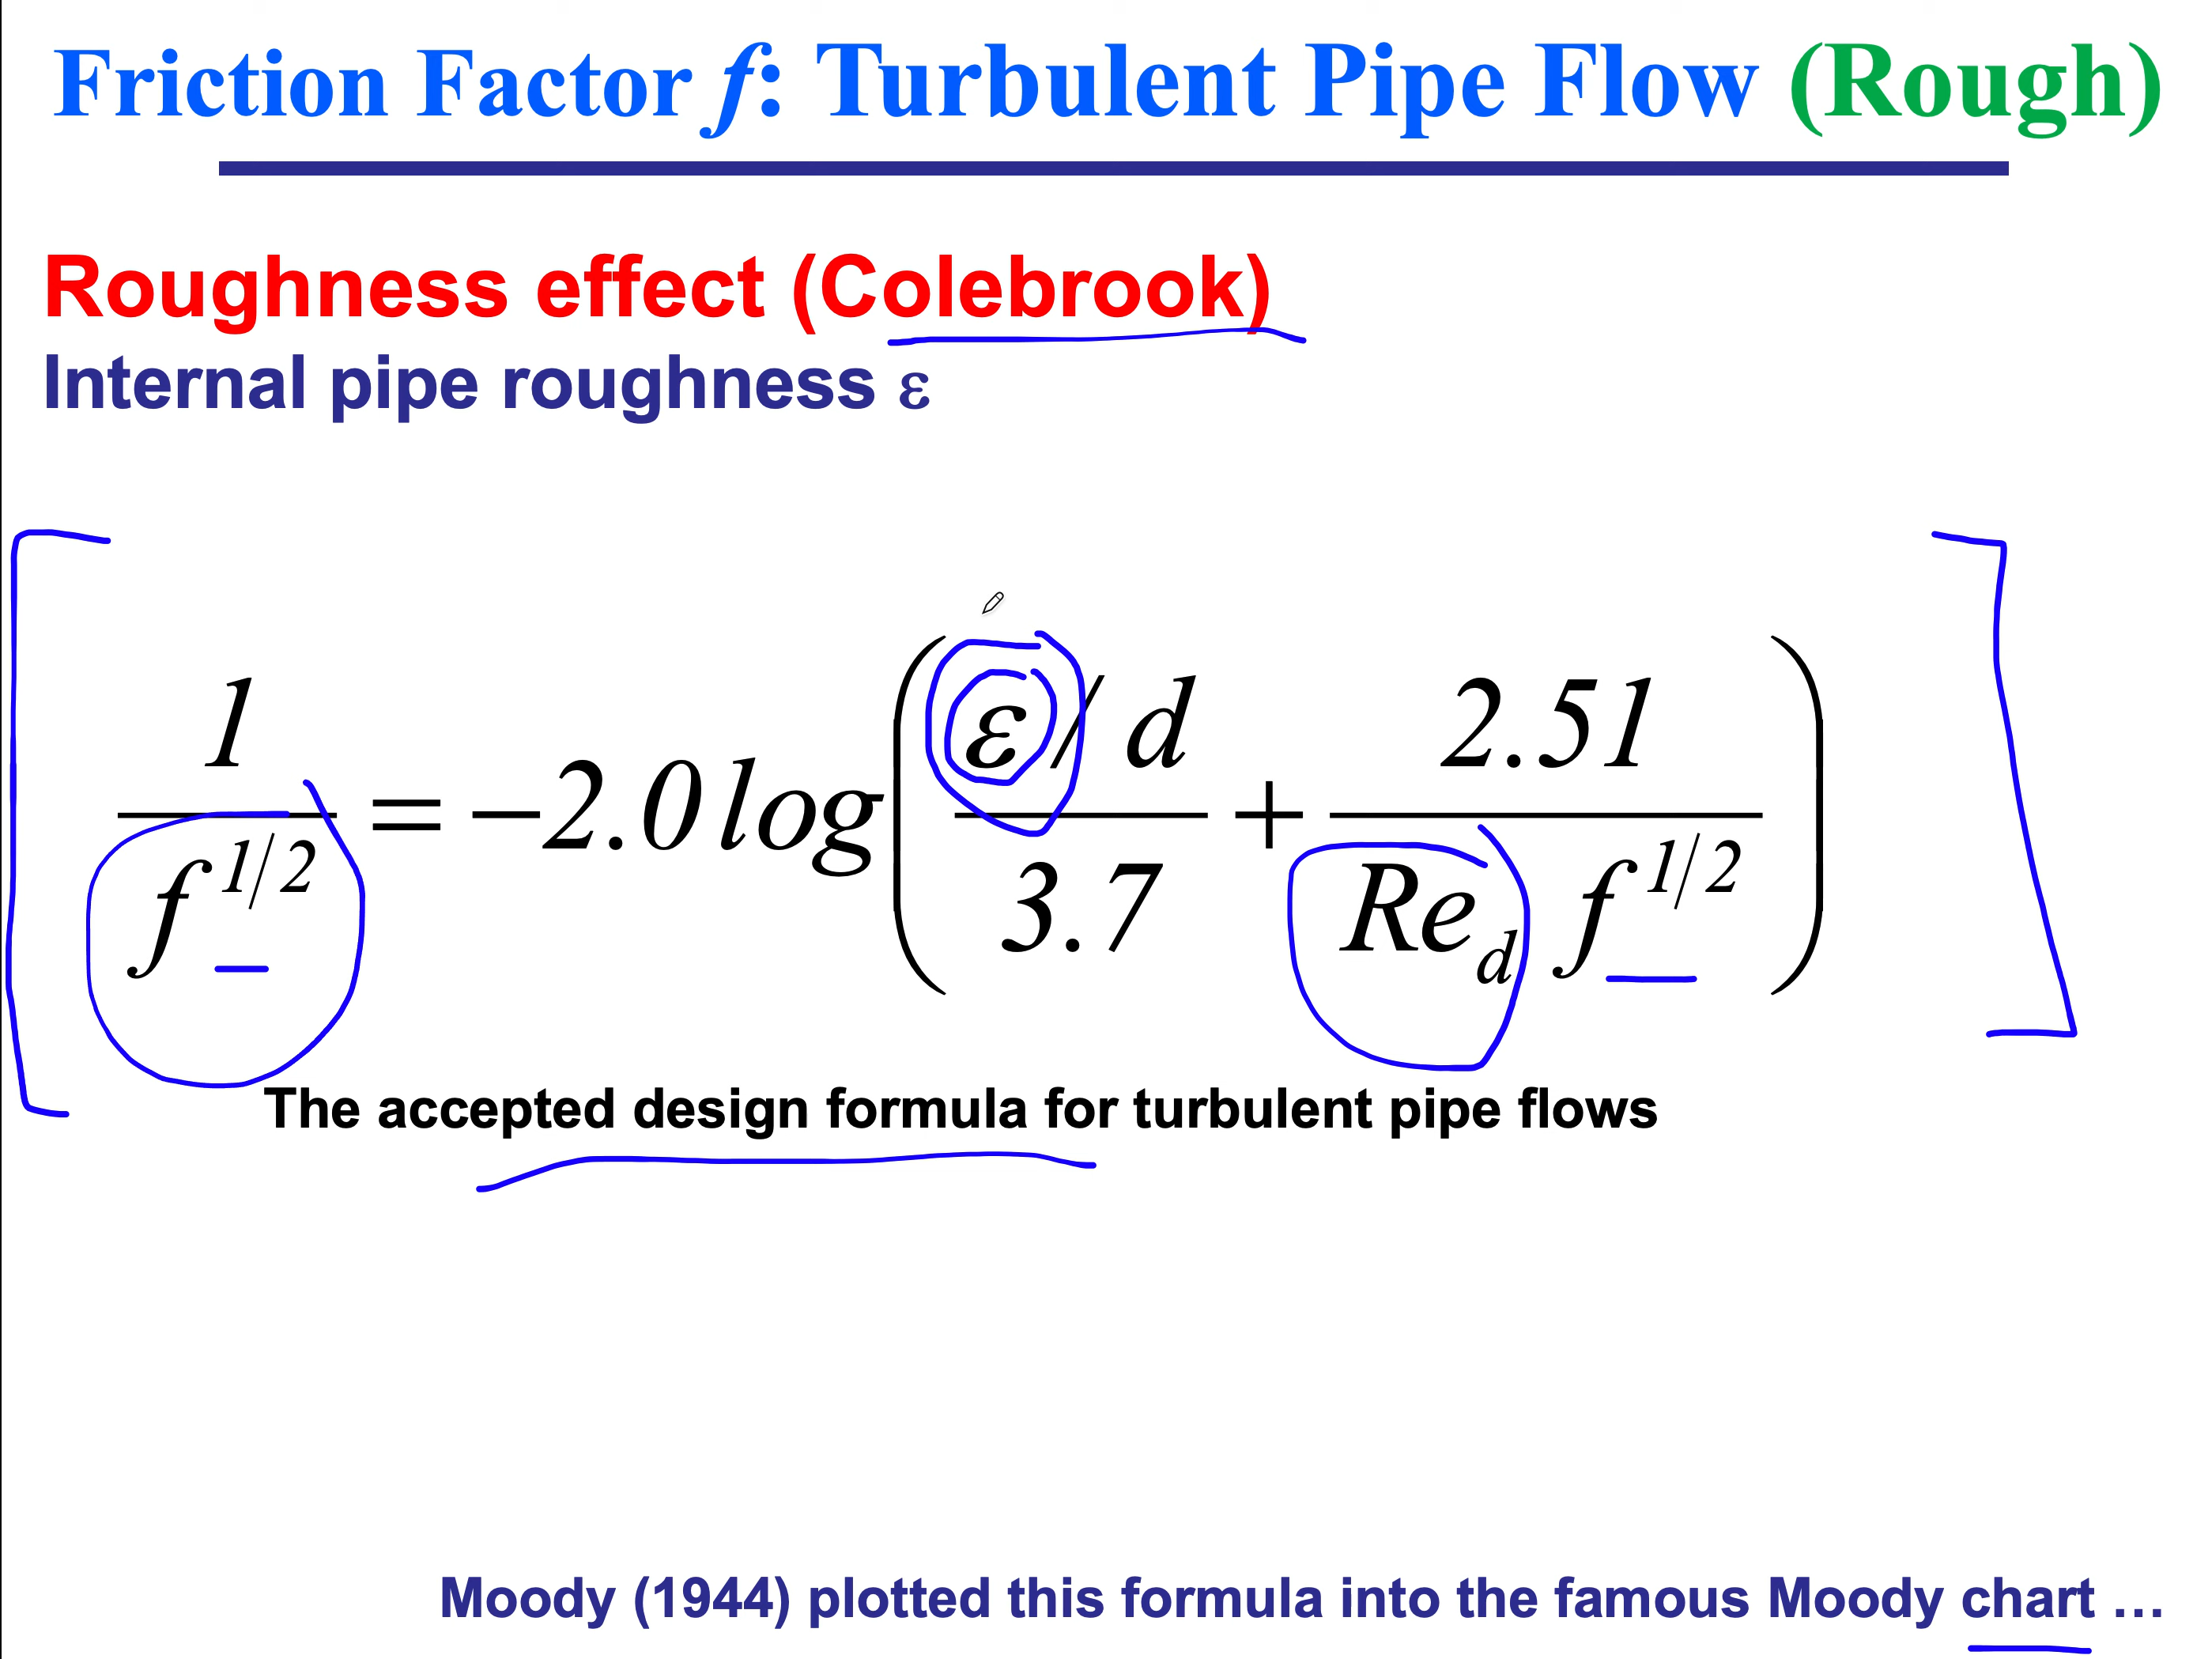 Friction Factor f: Turbulent Pipe Flow (Rough)
Roughness effect (Colebrook)
Internal pipe roughness ε
1/f^1/2 = −2.0log((ε/d)/3.7 + 2.51/(Re_d f^1/2))
The accepted design formula for turbulent pipe flows
Moody (1944) plotted this formula into the famous Moody chart ...